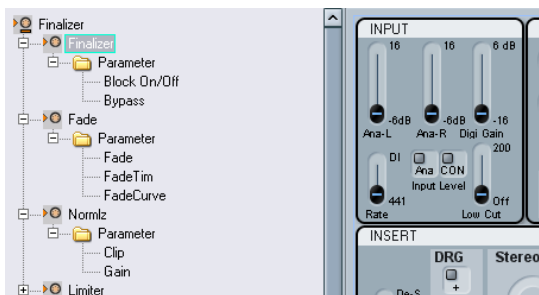 Finalizer
Finalizer
Parameter
Block On/Off
Bypass
Fade
Parameter
Fade
FadeTim
FadeCurve
Normlz
Parameter
Clip
Gain
Limiter
INPUT
16 16 6 dB
-6dB -6dB -16
Ana-L Ana-R Digi Gain
DI 200
Ana CON
Input Level
441 Off
Rate Low Cut
INSERT
DRG Stereo
+
De-S